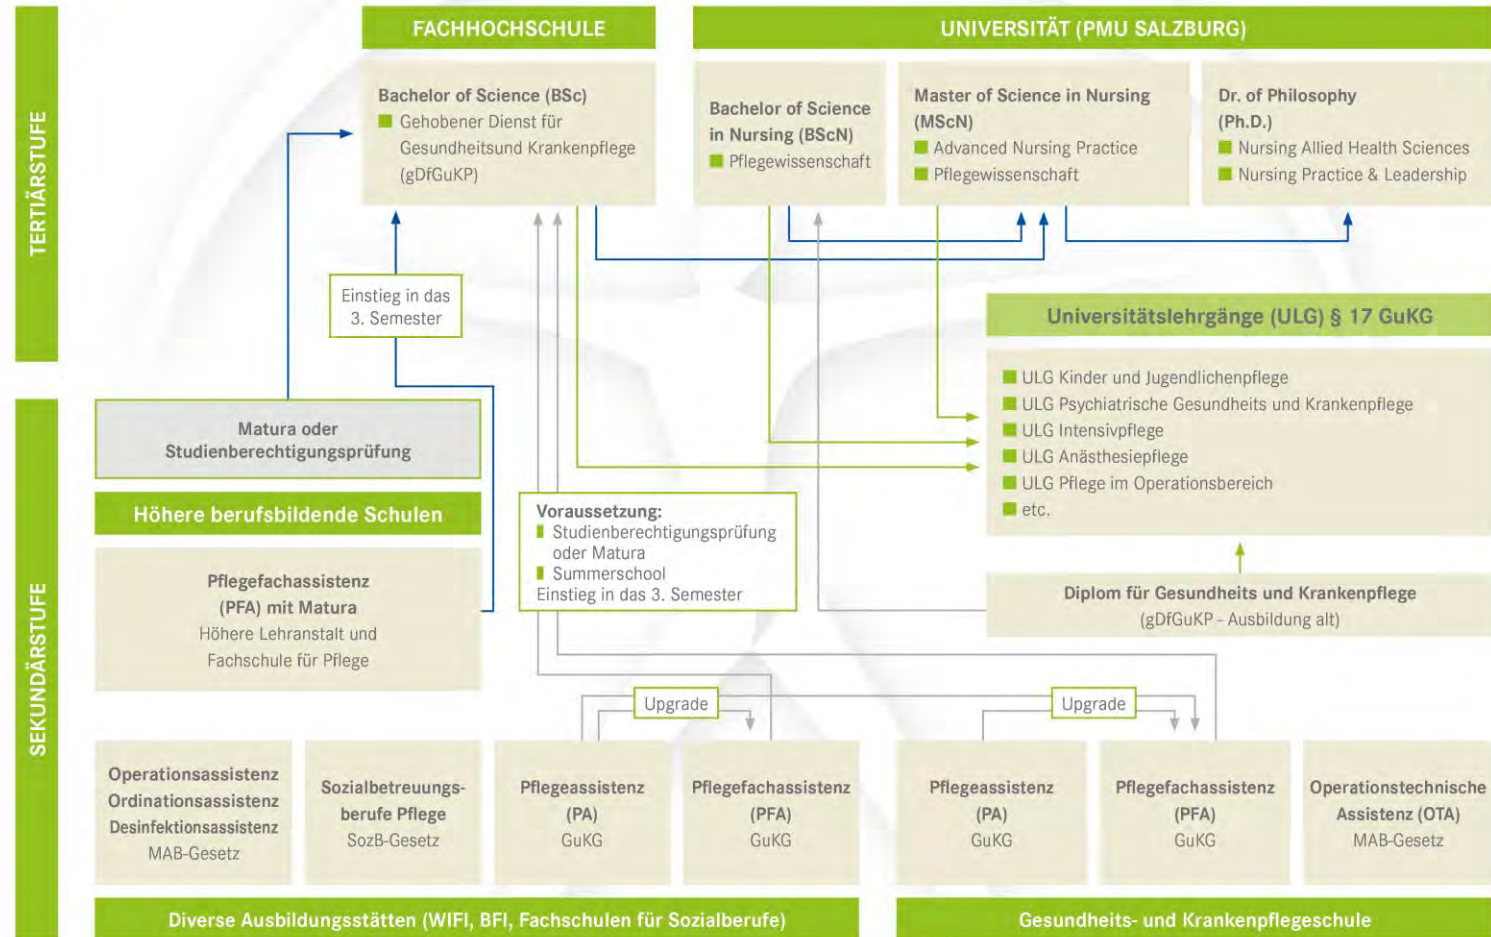 TERTIÄRSTUFE
FACHHOCHSCHULE
Bachelor of Science (BSc)
Gehobener Dienst für
Gesundheitsund Krankenpflege
(gDfGuKP)
UNIVERSITÄT (PMU SALZBURG)
Bachelor of Science
in Nursing (BScN)
Pflegewissenschaft
Master of Science in Nursing
(MScN)
Advanced Nursing Practice
Pflegewissenschaft
Dr. of Philosophy
(Ph.D.)
Nursing Allied Health Sciences
Nursing Practice & Leadership
Einstieg in das
3. Semester
Universitätslehrgänge (ULG) § 17 GuKG
ULG Kinder und Jugendlichenpflege
ULG Psychiatrische Gesundheits und Krankenpflege
ULG Intensivpflege
ULG Anästhesiepflege
ULG Pflege im Operationsbereich
etc.
SEKUNDÄRSTUFE
Matura oder
Studienberechtigungsprüfung
Höhere berufsbildende Schulen
Pflegefachassistenz
(PFA) mit Matura
Höhere Lehranstalt und
Fachschule für Pflege
Voraussetzung:
Studienberechtigungsprüfung
oder Matura
Summerschool
Einstieg in das 3. Semester
Diplom für Gesundheits und Krankenpflege
(gDfGuKP - Ausbildung alt)
Upgrade
Upgrade
Operationsassistenz
Ordinationsassistenz
Desinfektionsassistenz
MAB-Gesetz
Sozialbetreuungs-
berufe Pflege
SozB-Gesetz
Pflegeassistenz
(PA)
GuKG
Pflegefachassistenz
(PFA)
GuKG
Pflegeassistenz
(PA)
GuKG
Pflegefachassistenz
(PFA)
GuKG
Operationstechnische
Assistenz (OTA)
MAB-Gesetz
Diverse Ausbildungsstätten (WIFI, BFI, Fachschulen für Sozialberufe)
Gesundheits- und Krankenpflegeschule